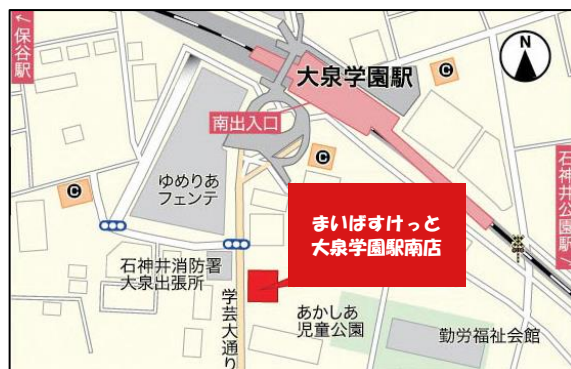 ↑保谷駅
大泉学園駅
N
C
南出入口
C
石神井公園駅→
ゆめりあ
フェンテ
C
まいばすけっと
大泉学園駅南店
石神井消防署
大泉出張所
学芸大通り
あかしあ
児童公園
勤労福祉会館